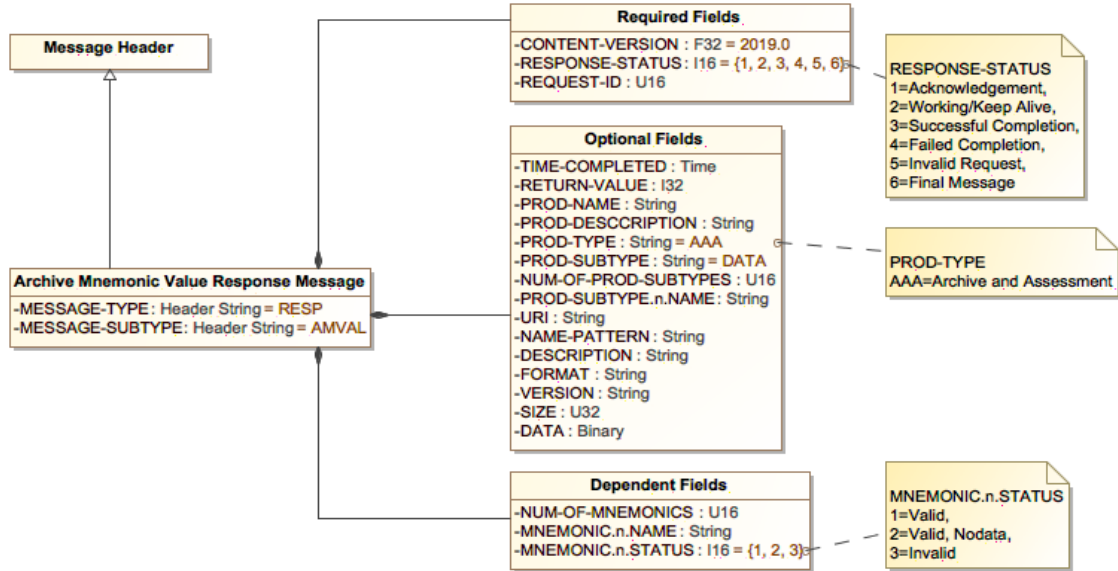 Message Header
Archive Mnemonic Value Response Message
-MESSAGE-TYPE: Header String = RESP
-MESSAGE-SUBTYPE: Header String = AMVAL
Required Fields
-CONTENT-VERSION : F32 = 2019.0
-RESPONSE-STATUS : I16 = {1, 2, 3, 4, 5, 6}
-REQUEST-ID : U16
RESPONSE-STATUS
1=Acknowledgement,
2=Working/Keep Alive,
3=Successful Completion,
4=Failed Completion,
5=Invalid Request,
6=Final Message
Optional Fields
-TIME-COMPLETED : Time
-RETURN-VALUE : I32
-PROD-NAME : String
-PROD-DESCCRIPTION : String
-PROD-TYPE : String = AAA
-PROD-SUBTYPE : String = DATA
-NUM-OF-PROD-SUBTYPES : U16
-PROD-SUBTYPE.n.NAME : String
-URI : String
-NAME-PATTERN : String
-DESCRIPTION : String
-FORMAT : String
-VERSION : String
-SIZE : U32
-DATA : Binary
PROD-TYPE
AAA=Archive and Assessment
Dependent Fields
-NUM-OF-MNEMONICS : U16
-MNEMONIC.n.NAME : String
-MNEMONIC.n.STATUS : I16 = {1, 2, 3}
MNEMONIC.n.STATUS
1=Valid,
2=Valid, Nodata,
3=Invalid